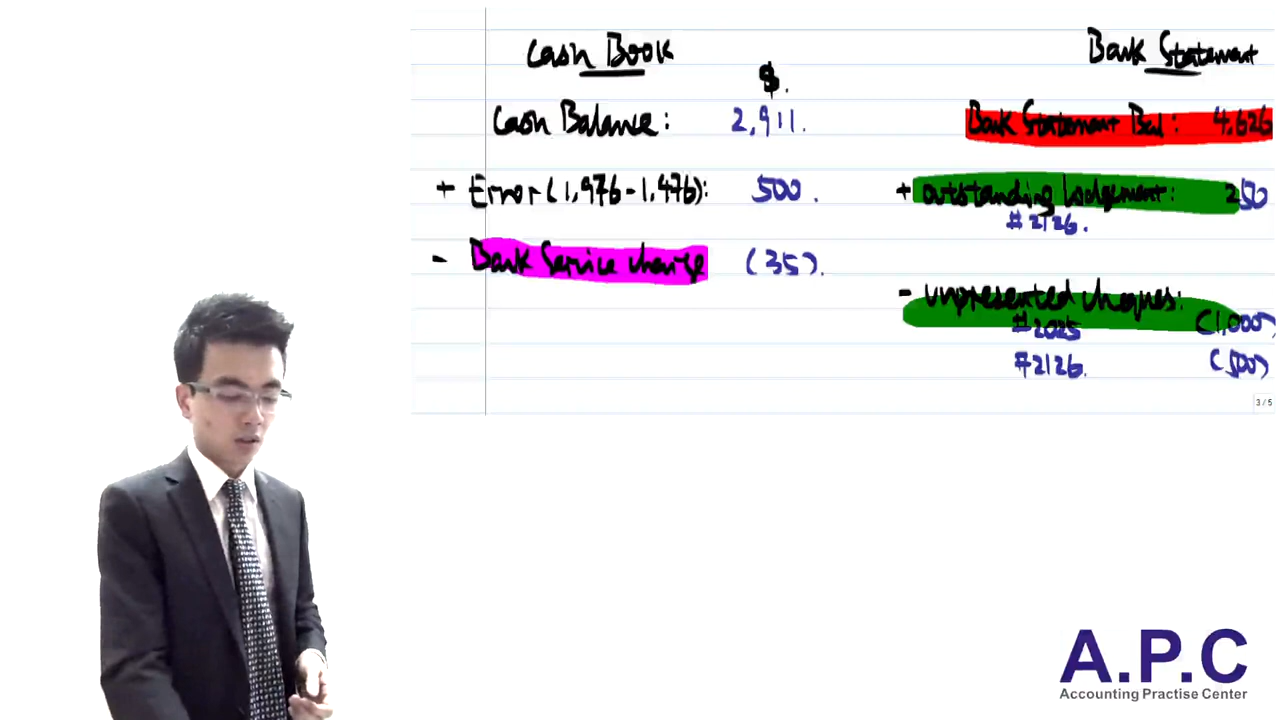 Cash Book
$.
Cash Balance: 2,911.
+ Error (1,976 - 1,476): 500.
- Bank Service charge (35).
Bank Statement
Bank Statement Bal: 4,626
+ outstanding lodgement: 250
#2126.
- unpresented cheques:
#2025 (1,000)
#2126. (500)
3 / 5
A.P.C
Accounting Practise Center